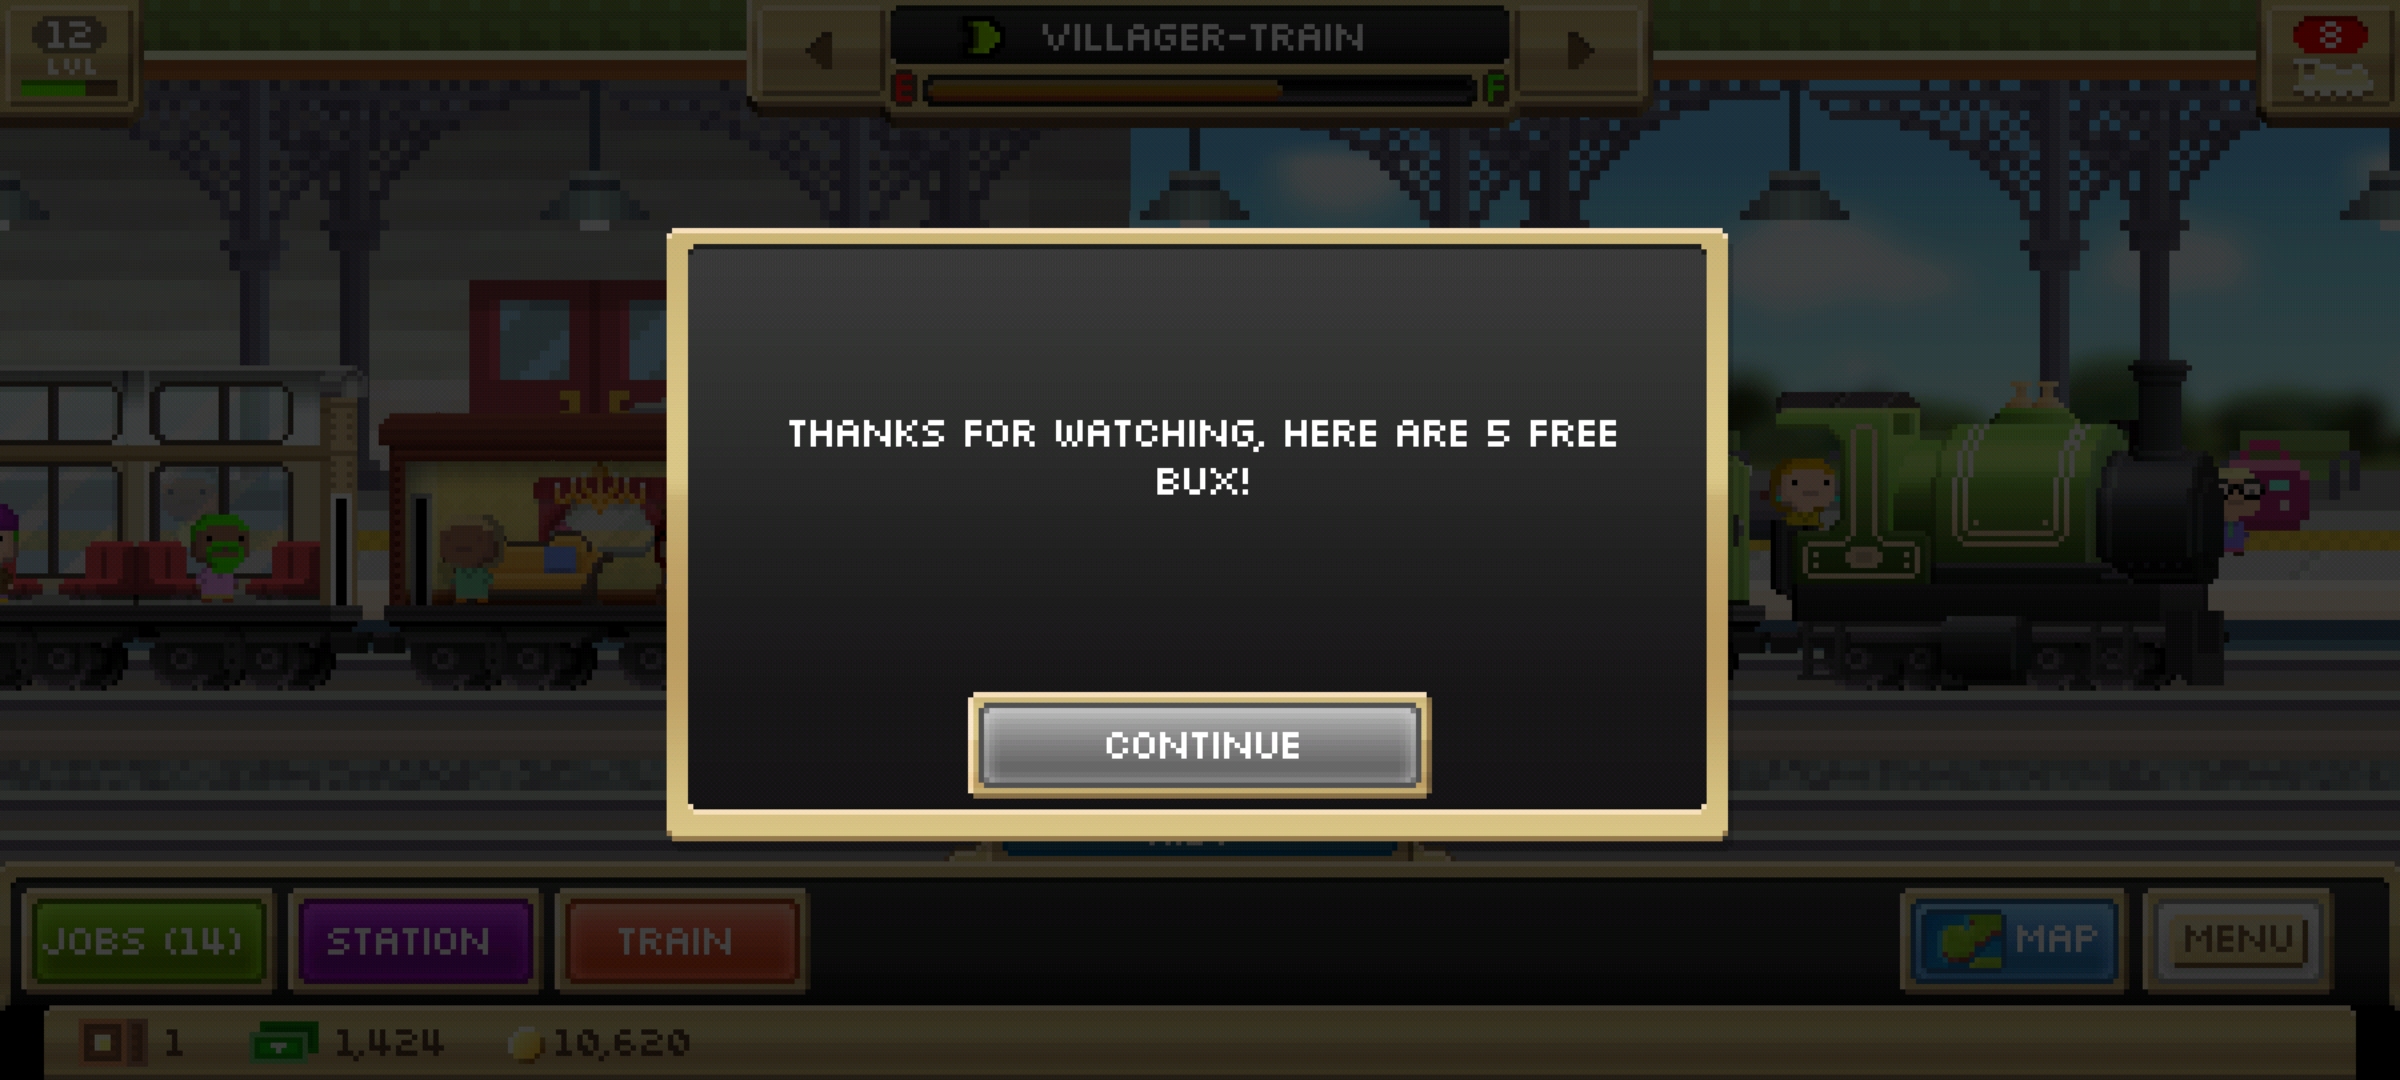 12
LVL
VILLAGER-TRAIN
E F
8
THANKS FOR WATCHING, HERE ARE 5 FREE
BUX!
CONTINUE
JOBS (14) STATION TRAIN MAP MENU
1 1,424 10,620